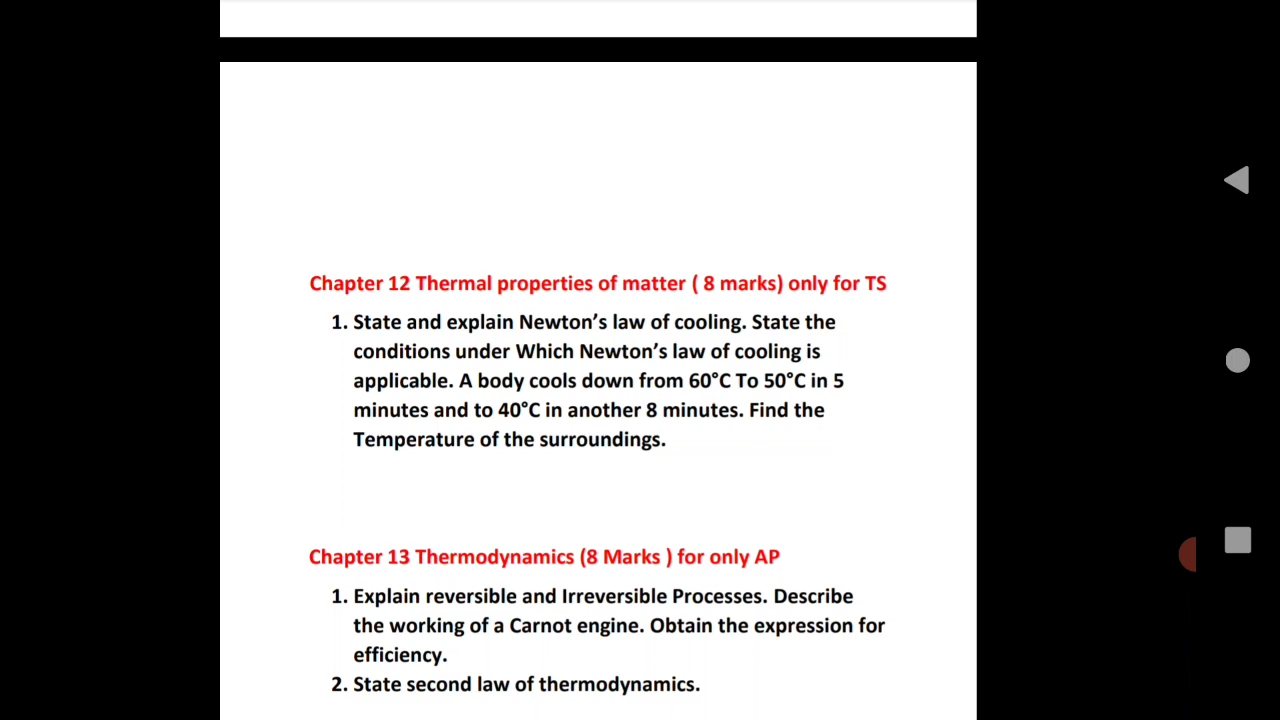 Chapter 12 Thermal properties of matter ( 8 marks) only for TS
1. State and explain Newton’s law of cooling. State the
conditions under Which Newton’s law of cooling is
applicable. A body cools down from 60°C To 50°C in 5
minutes and to 40°C in another 8 minutes. Find the
Temperature of the surroundings.
Chapter 13 Thermodynamics (8 Marks ) for only AP
1. Explain reversible and Irreversible Processes. Describe
the working of a Carnot engine. Obtain the expression for
efficiency.
2. State second law of thermodynamics.